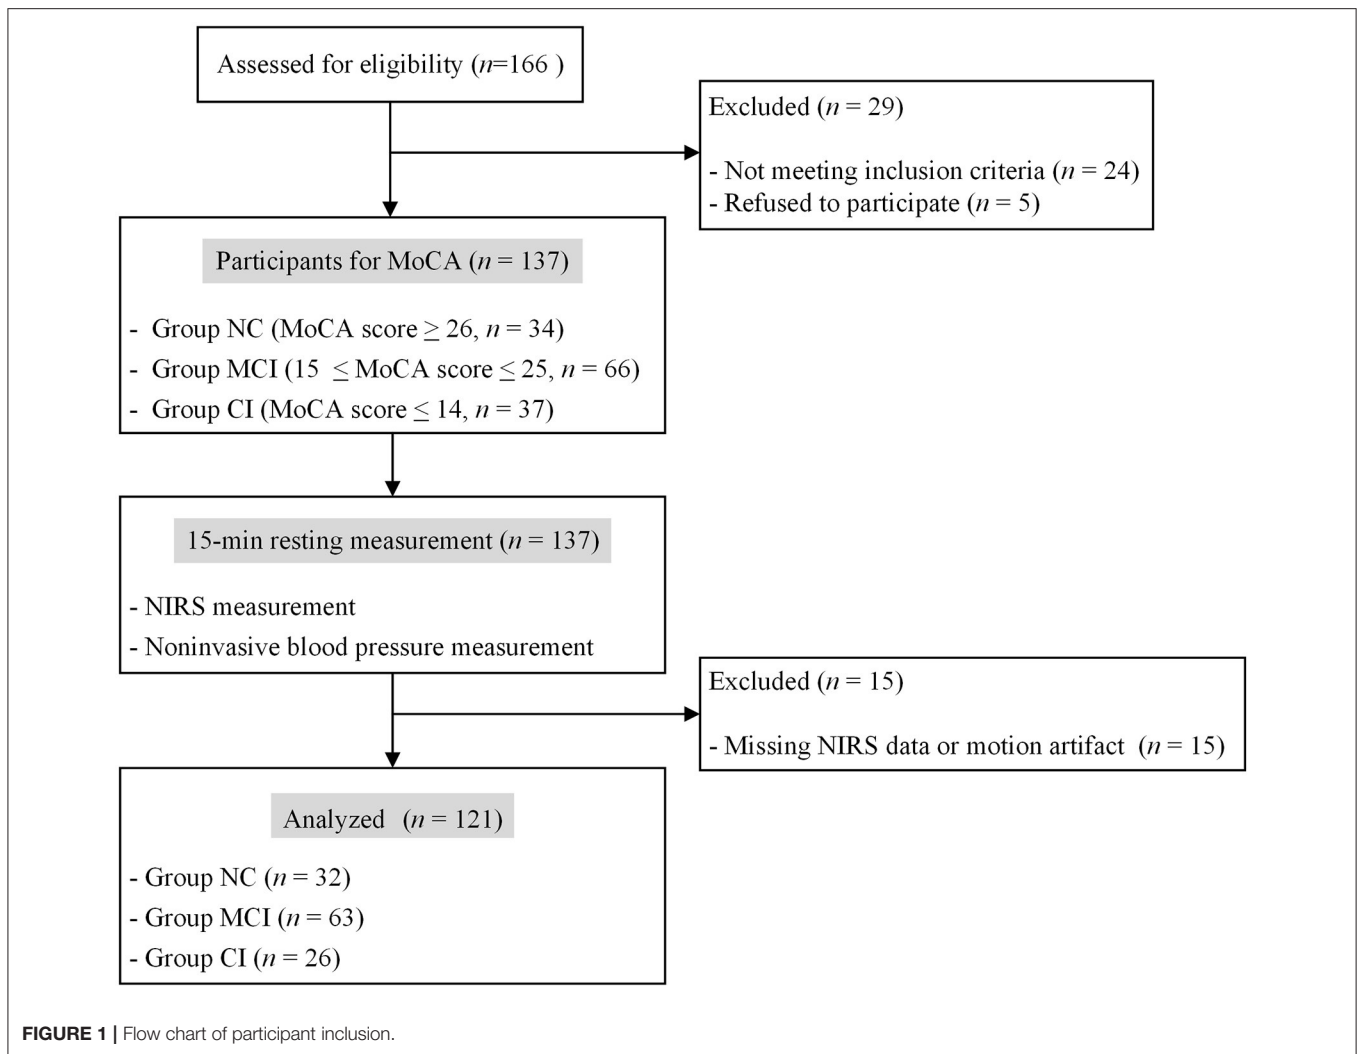 Assessed for eligibility (n=166 )
Excluded (n = 29)
- Not meeting inclusion criteria (n = 24)
- Refused to participate (n = 5)
Participants for MoCA (n = 137)
- Group NC (MoCA score ≥ 26, n = 34)
- Group MCI (15 ≤ MoCA score ≤ 25, n = 66)
- Group CI (MoCA score ≤ 14, n = 37)
15-min resting measurement (n = 137)
- NIRS measurement
- Noninvasive blood pressure measurement
Excluded (n = 15)
- Missing NIRS data or motion artifact (n = 15)
Analyzed (n = 121)
- Group NC (n = 32)
- Group MCI (n = 63)
- Group CI (n = 26)
FIGURE 1 | Flow chart of participant inclusion.